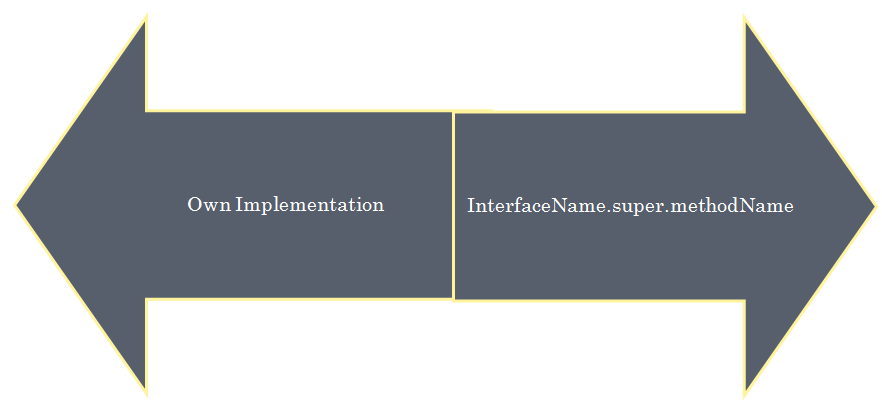 Own Implementation
InterfaceName.super.methodName